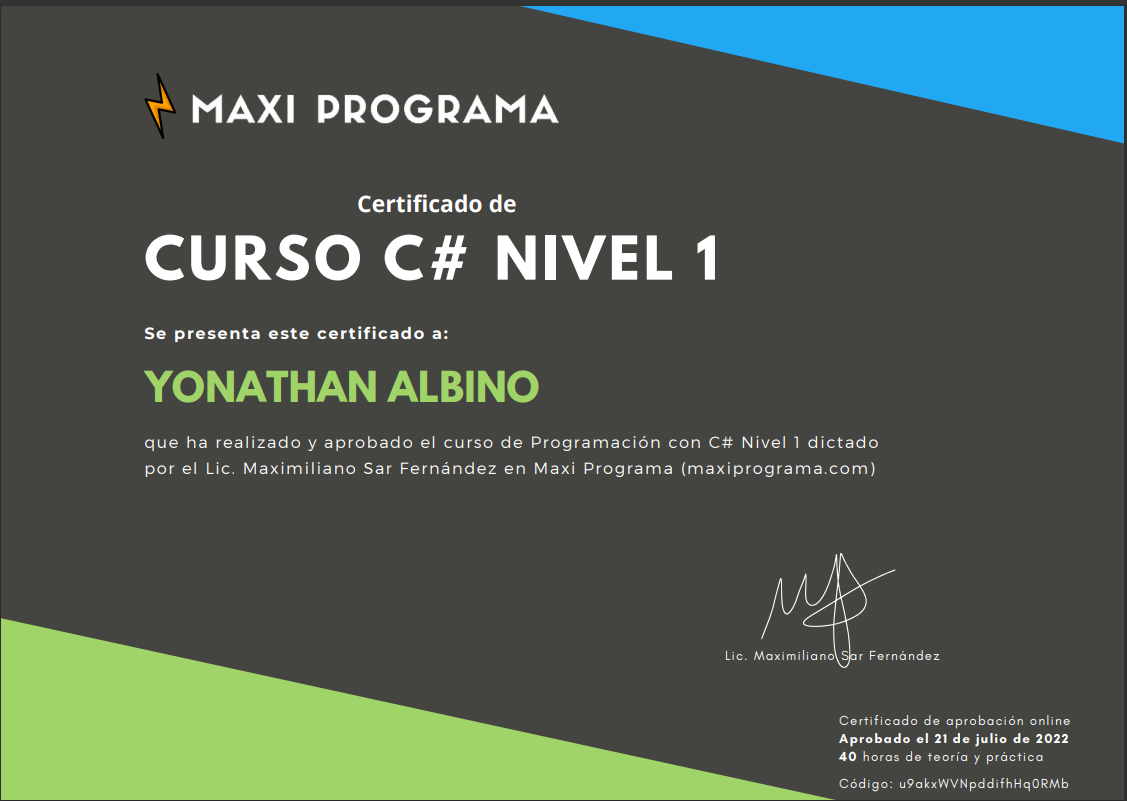 MAXI PROGRAMA
Certificado de
CURSO C# NIVEL 1
Se presenta este certificado a:
YONATHAN ALBINO
que ha realizado y aprobado el curso de Programación con C# Nivel 1 dictado
por el Lic. Maximiliano Sar Fernández en Maxi Programa (maxiprograma.com)
Lic. Maximiliano Sar Fernández
Certificado de aprobación online
Aprobado el 21 de julio de 2022
40 horas de teoría y práctica
Código: u9akxWVNpddifhHq0RMb